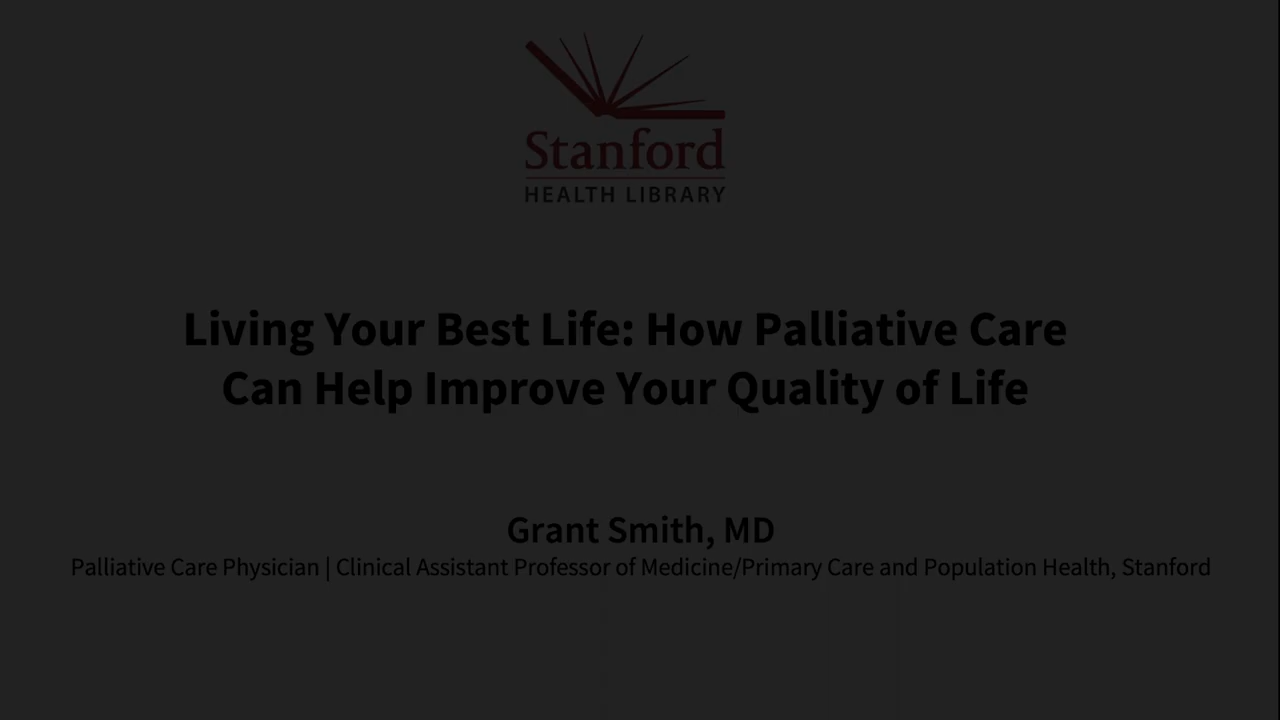 Stanford
HEALTH LIBRARY
Living Your Best Life: How Palliative Care
Can Help Improve Your Quality of Life
Grant Smith, MD
Palliative Care Physician | Clinical Assistant Professor of Medicine/Primary Care and Population Health, Stanford